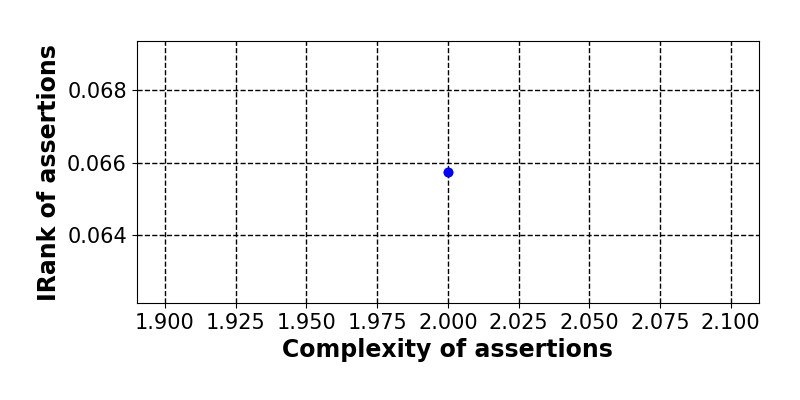 IRank of assertions
0.068
0.066
0.064
1.900 1.925 1.950 1.975 2.000 2.025 2.050 2.075 2.100
Complexity of assertions